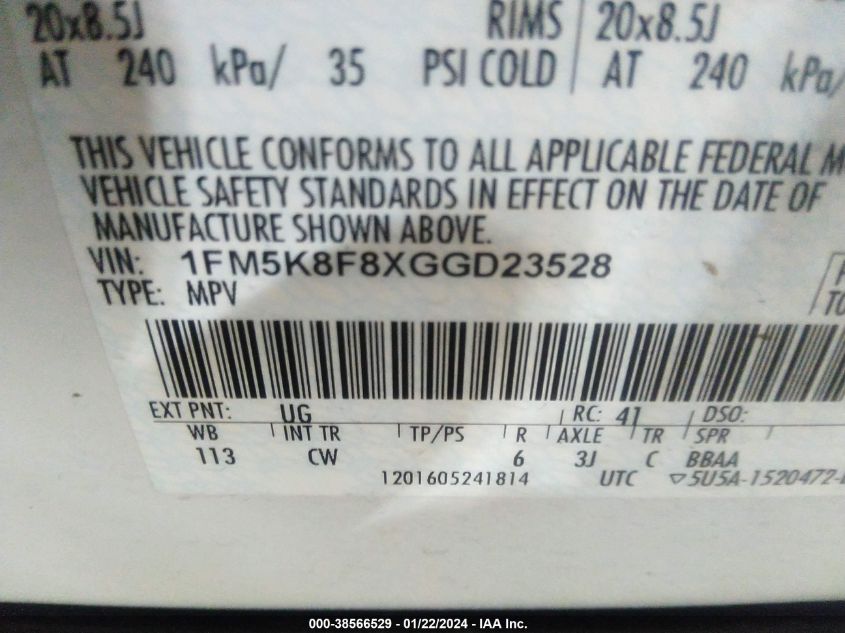 20x8.5J RIMS 20x8.5J
AT 240 kPa/ 35 PSI COLD AT 240 kPa/
THIS VEHICLE CONFORMS TO ALL APPLICABLE FEDERAL M
VEHICLE SAFETY STANDARDS IN EFFECT ON THE DATE OF
MANUFACTURE SHOWN ABOVE.
VIN: 1FM5K8F8XGGD23528
TYPE: MPV
TO
EXT PNT: UG RC: 41 DSO:
WB INT TR TP/PS R AXLE TR SPR
113 CW 6 3J C BBAA
1201605241814 UTC ▽5U5A-1520472-
000-38566529 - 01/22/2024 - IAA Inc.